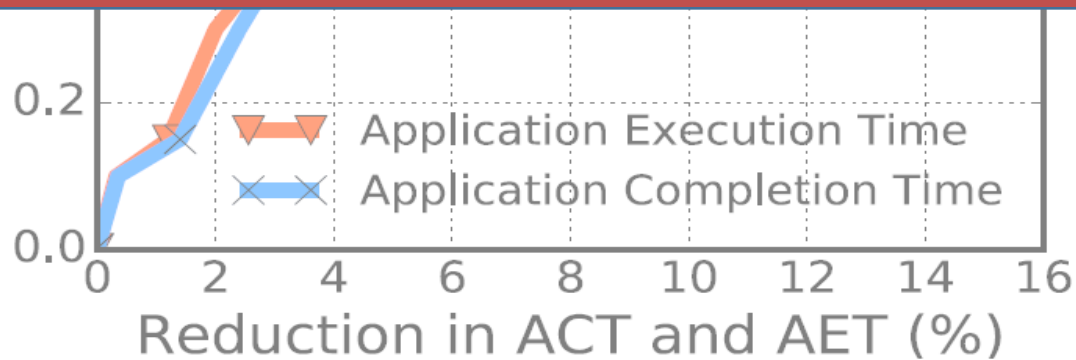 0.2
Application Execution Time
Application Completion Time
0.0
0 2 4 6 8 10 12 14 16
Reduction in ACT and AET (%)